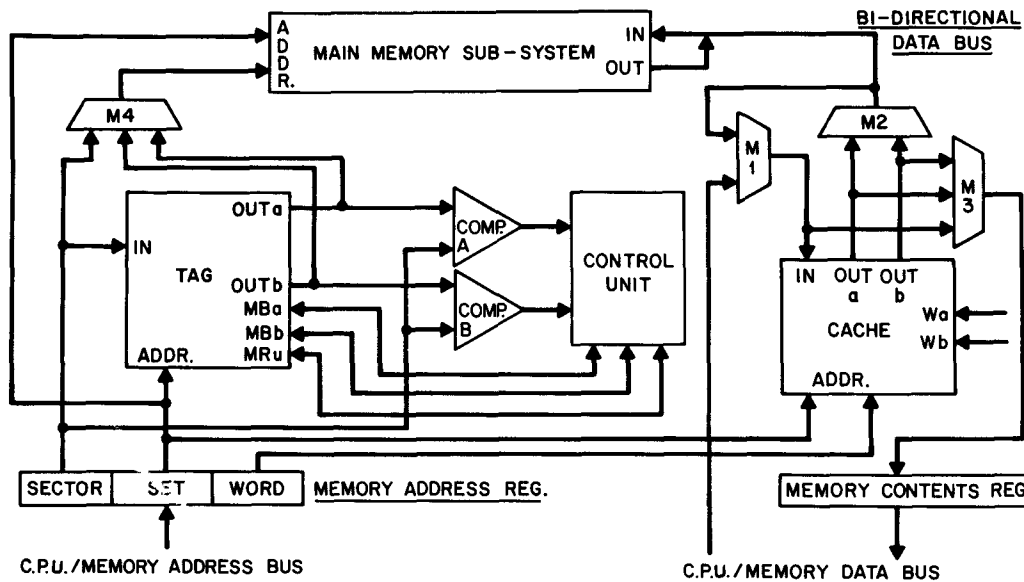 BI-DIRECTIONAL
DATA BUS
A
D
D
R.
MAIN MEMORY SUB-SYSTEM
IN
OUT
M4
M
1
M2
M
3
OUTa
IN
TAG
OUTb
MBa
MBb
MRu
ADDR.
COMP.
A
COMP.
B
CONTROL
UNIT
IN OUT OUT
a b
CACHE
Wa
Wb
ADDR.
SECTOR SET WORD
MEMORY ADDRESS REG.
MEMORY CONTENTS REG
C.P.U./MEMORY ADDRESS BUS
C.P.U./MEMORY DATA BUS